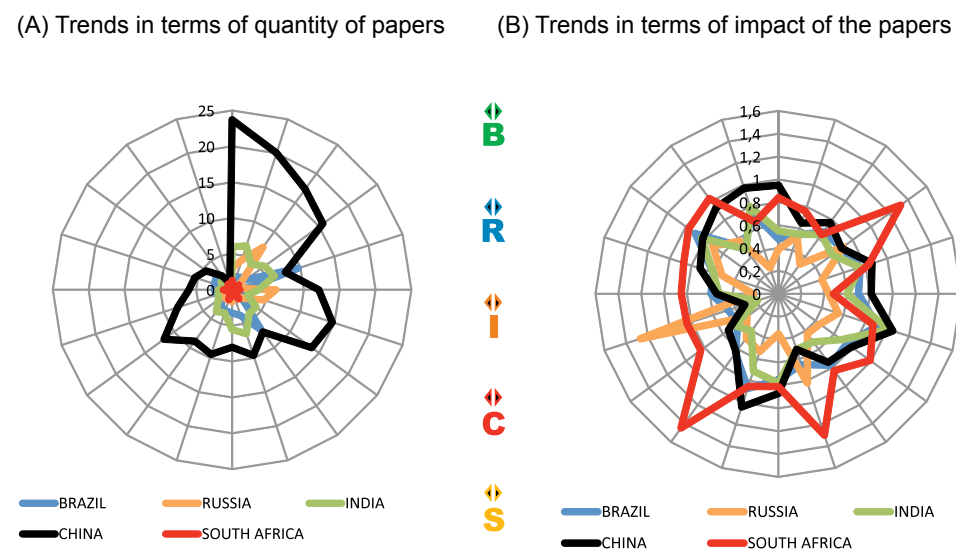 (A) Trends in terms of quantity of papers
(B) Trends in terms of impact of the papers
25
20
15
10
5
0
B
R
I
C
S
1,6
1,4
1,2
1
0,8
0,6
0,4
0,2
0
BRAZIL RUSSIA INDIA
CHINA SOUTH AFRICA
BRAZIL RUSSIA INDIA
CHINA SOUTH AFRICA